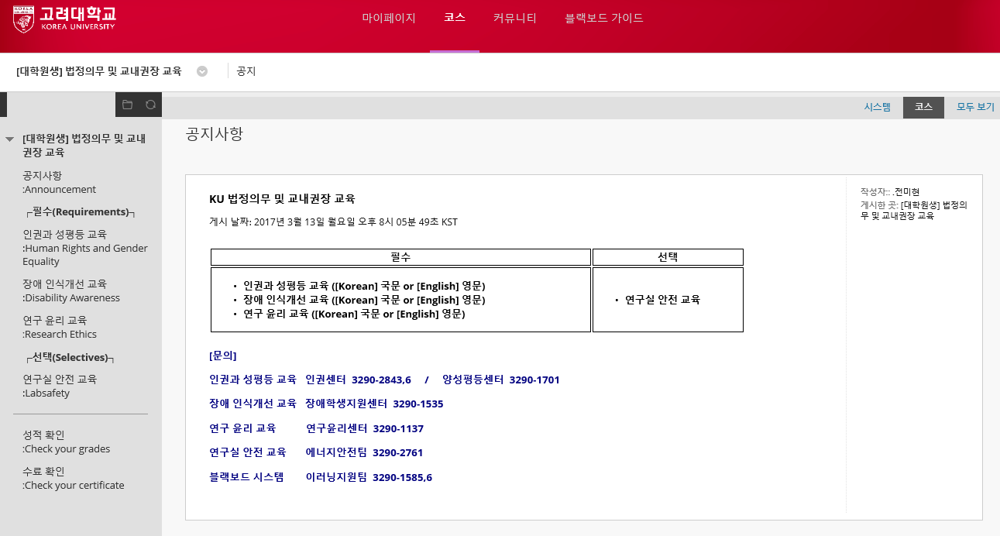 고려대학교
KOREA UNIVERSITY
마이페이지 코스 커뮤니티 블랙보드 가이드
[대학원생] 법정의무 및 교내권장 교육 공지
시스템 코스 모두 보기
[대학원생] 법정의무 및 교내
권장 교육
공지사항
:Announcement
┌필수(Requirements)┐
인권과 성평등 교육
:Human Rights and Gender
Equality
장애 인식개선 교육
:Disability Awareness
연구 윤리 교육
:Research Ethics
┌선택(Selectives)┐
연구실 안전 교육
:Labsafety
성적 확인
:Check your grades
수료 확인
:Check your certificate
공지사항
KU 법정의무 및 교내권장 교육
게시 날짜: 2017년 3월 13일 월요일 오후 8시 05분 49초 KST
필수 선택
• 인권과 성평등 교육 ([Korean] 국문 or [English] 영문)
• 장애 인식개선 교육 ([Korean] 국문 or [English] 영문)
• 연구 윤리 교육 ([Korean] 국문 or [English] 영문)
• 연구실 안전 교육
[문의]
인권과 성평등 교육 인권센터 3290-2843,6 / 양성평등센터 3290-1701
장애 인식개선 교육 장애학생지원센터 3290-1535
연구 윤리 교육 연구윤리센터 3290-1137
연구실 안전 교육 에너지안전팀 3290-2761
블랙보드 시스템 이러닝지원팀 3290-1585,6
작성자:: .전미현
게시한 곳: [대학원생] 법정의
무 및 교내권장 교육